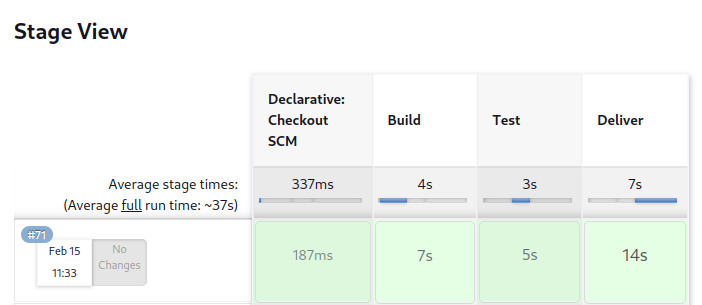 Stage View
Declarative:
Checkout
SCM
Build
Test
Deliver
Average stage times:
(Average full run time: ~37s)
337ms
4s
3s
7s
#71
Feb 15
11:33
No
Changes
187ms
7s
5s
14s